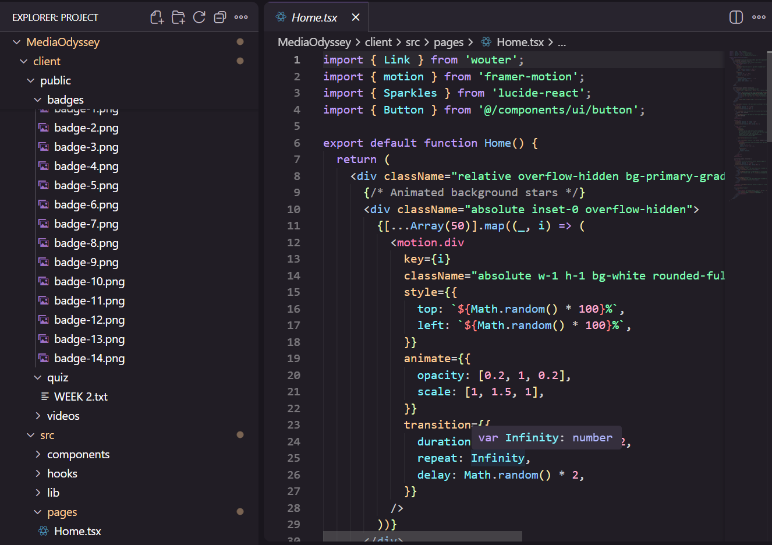 EXPLORER: PROJECT
MediaOdyssey
client
public
badges
badge-1.png
badge-2.png
badge-3.png
badge-4.png
badge-5.png
badge-6.png
badge-7.png
badge-8.png
badge-9.png
badge-10.png
badge-11.png
badge-12.png
badge-13.png
badge-14.png
quiz
WEEK 2.txt
videos
src
components
hooks
lib
pages
Home.tsx
Home.tsx
MediaOdyssey > client > src > pages > Home.tsx > ...
1 import { Link } from 'wouter';
2 import { motion } from 'framer-motion';
3 import { Sparkles } from 'lucide-react';
4 import { Button } from '@/components/ui/button';
5
6 export default function Home() {
7 return (
8 <div className="relative overflow-hidden bg-primary-grad
9 {/* Animated background stars */}
10 <div className="absolute inset-0 overflow-hidden">
11 {[...Array(50)].map((_, i) => (
12 <motion.div
13 key={i}
14 className="absolute w-1 h-1 bg-white rounded-ful
15 style={{
16 top: `${Math.random() * 100}%`,
17 left: `${Math.random() * 100}%`,
18 }}
19 animate={{
20 opacity: [0.2, 1, 0.2],
21 scale: [1, 1.5, 1],
22 }}
23 transition={{
var Infinity: number
24 duration 2,
25 repeat: Infinity,
26 delay: Math.random() * 2,
27 }}
28 />
29 ))}
30 </div>